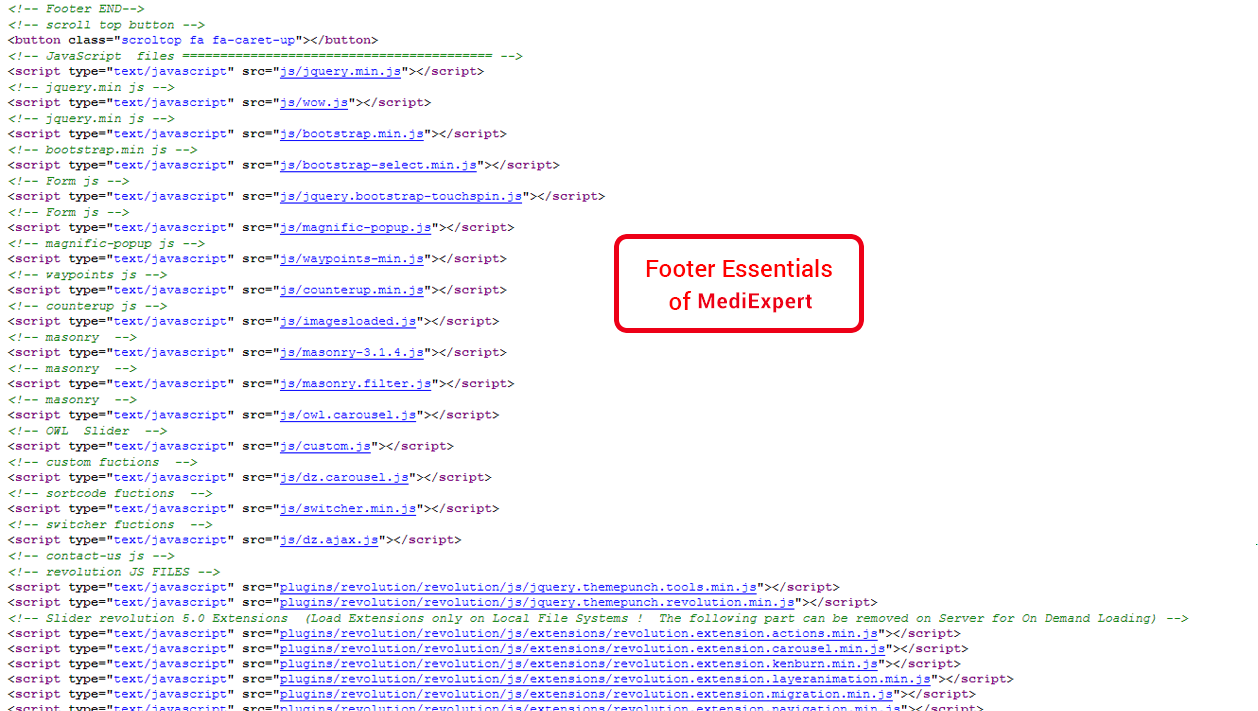 <!-- Footer END-->
<!-- scroll top button -->
<button class="scroltop fa fa-caret-up"></button>
<!-- JavaScript  files ========================================= -->
<script type="text/javascript" src="js/jquery.min.js"></script>
<!-- jquery.min js -->
<script type="text/javascript" src="js/wow.js"></script>
<!-- jquery.min js -->
<script type="text/javascript" src="js/bootstrap.min.js"></script>
<!-- bootstrap.min js -->
<script type="text/javascript" src="js/bootstrap-select.min.js"></script>
<!-- Form js -->
<script type="text/javascript" src="js/jquery.bootstrap-touchspin.js"></script>
<!-- Form js -->
<script type="text/javascript" src="js/magnific-popup.js"></script>
<!-- magnific-popup js -->
<script type="text/javascript" src="js/waypoints-min.js"></script>
<!-- waypoints js -->
<script type="text/javascript" src="js/counterup.min.js"></script>
<!-- counterup js -->
<script type="text/javascript" src="js/imagesloaded.js"></script>
<!-- masonry  -->
<script type="text/javascript" src="js/masonry-3.1.4.js"></script>
<!-- masonry  -->
<script type="text/javascript" src="js/masonry.filter.js"></script>
<!-- masonry  -->
<script type="text/javascript" src="js/owl.carousel.js"></script>
<!-- OWL  Slider  -->
<script type="text/javascript" src="js/custom.js"></script>
<!-- custom fuctions  -->
<script type="text/javascript" src="js/dz.carousel.js"></script>
<!-- sortcode fuctions  -->
<script type="text/javascript" src="js/switcher.min.js"></script>
<!-- switcher fuctions  -->
<script type="text/javascript" src="js/dz.ajax.js"></script>
<!-- contact-us js -->
<!-- revolution JS FILES -->
<script type="text/javascript" src="plugins/revolution/revolution/js/jquery.themepunch.tools.min.js"></script>
<script type="text/javascript" src="plugins/revolution/revolution/js/jquery.themepunch.revolution.min.js"></script>
<!-- Slider revolution 5.0 Extensions  (Load Extensions only on Local File Systems !  The following part can be removed on Server for On Demand Loading) -->
<script type="text/javascript" src="plugins/revolution/revolution/js/extensions/revolution.extension.actions.min.js"></script>
<script type="text/javascript" src="plugins/revolution/revolution/js/extensions/revolution.extension.carousel.min.js"></script>
<script type="text/javascript" src="plugins/revolution/revolution/js/extensions/revolution.extension.kenburn.min.js"></script>
<script type="text/javascript" src="plugins/revolution/revolution/js/extensions/revolution.extension.layeranimation.min.js"></script>
<script type="text/javascript" src="plugins/revolution/revolution/js/extensions/revolution.extension.migration.min.js"></script>
<script type="text/javascript" src="plugins/revolution/revolution/js/extensions/revolution.extension.navigation.min.js"></script>
Footer Essentials
of MediExpert